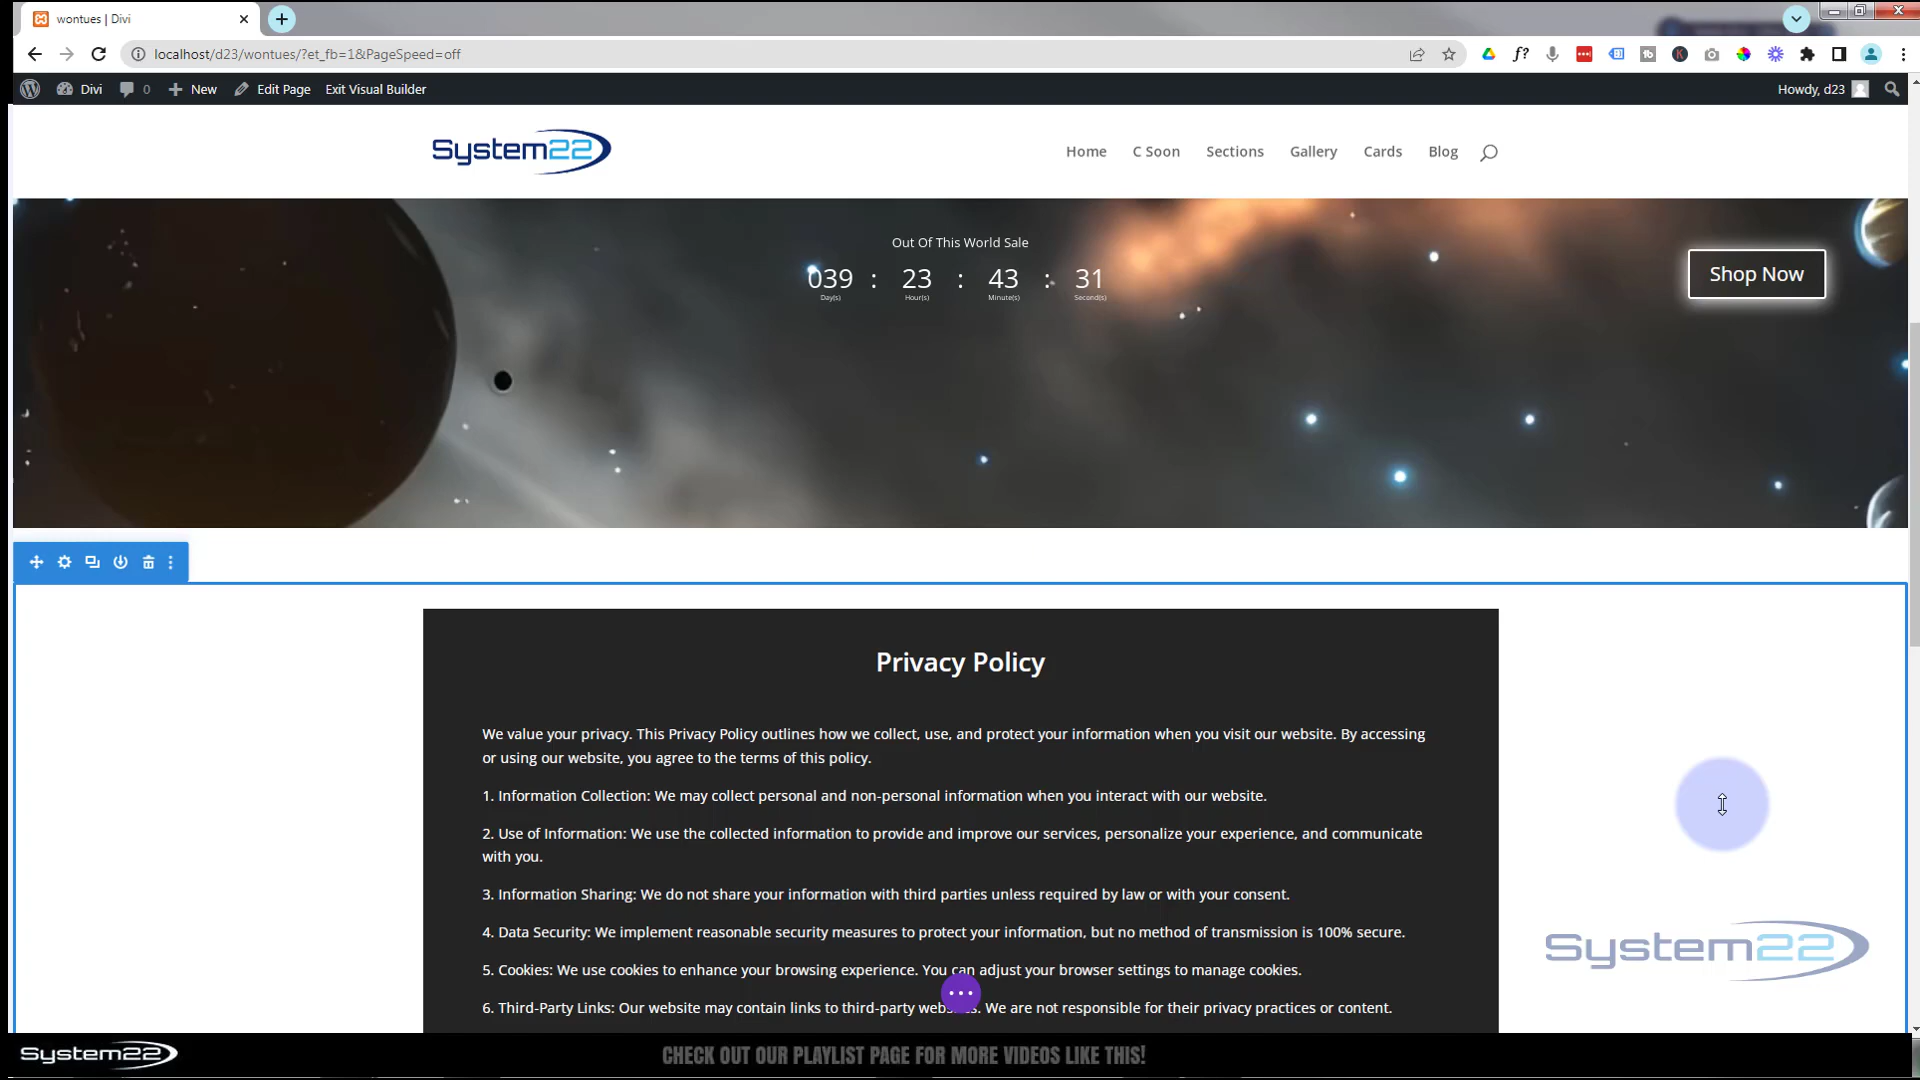 wontues | Divi
localhost/d23/wontues/?et_fb=1&PageSpeed=off
Divi 0 New Edit Page Exit Visual Builder Howdy, d23
System22 Home C Soon Sections Gallery Cards Blog
Out Of This World Sale
039 : 23 : 43 : 31
Day(s) Hour(s) Minute(s) Second(s)
Shop Now
Privacy Policy
We value your privacy. This Privacy Policy outlines how we collect, use, and protect your information when you visit our website. By accessing
or using our website, you agree to the terms of this policy.
1. Information Collection: We may collect personal and non-personal information when you interact with our website.
2. Use of Information: We use the collected information to provide and improve our services, personalize your experience, and communicate
with you.
3. Information Sharing: We do not share your information with third parties unless required by law or with your consent.
4. Data Security: We implement reasonable security measures to protect your information, but no method of transmission is 100% secure.
5. Cookies: We use cookies to enhance your browsing experience. You can adjust your browser settings to manage cookies.
6. Third-Party Links: Our website may contain links to third-party We are not responsible for their privacy practices or content.
System22
System22
CHECK OUT OUR PLAYLIST PAGE FOR MORE VIDEOS LIKE THIS!